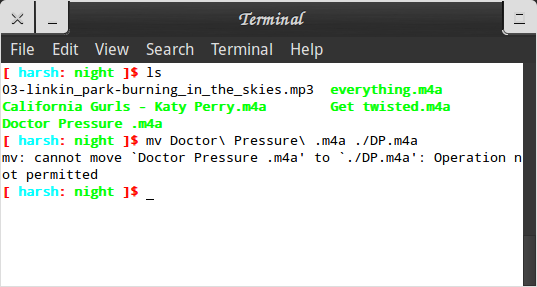 Terminal
File Edit View Search Terminal Help
[ harsh: night ]$ ls
03-linkin_park-burning_in_the_skies.mp3  everything.m4a
California Gurls - Katy Perry.m4a        Get twisted.m4a
Doctor Pressure .m4a
[ harsh: night ]$ mv Doctor\ Pressure\ .m4a ./DP.m4a
mv: cannot move `Doctor Pressure .m4a' to `./DP.m4a': Operation n
ot permitted
[ harsh: night ]$ _